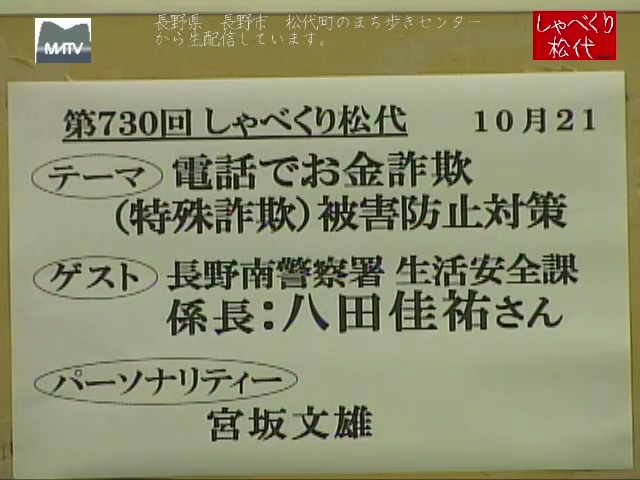 MATV
長野県　長野市　松代町のまち歩きセンター
から生配信しています。
しゃべくり
松代
第730回 しゃべくり松代　10月21
テーマ 電話でお金詐欺
(特殊詐欺)被害防止対策
ゲスト 長野南警察署 生活安全課
係長：八田佳祐さん
パーソナリティー
宮坂文雄